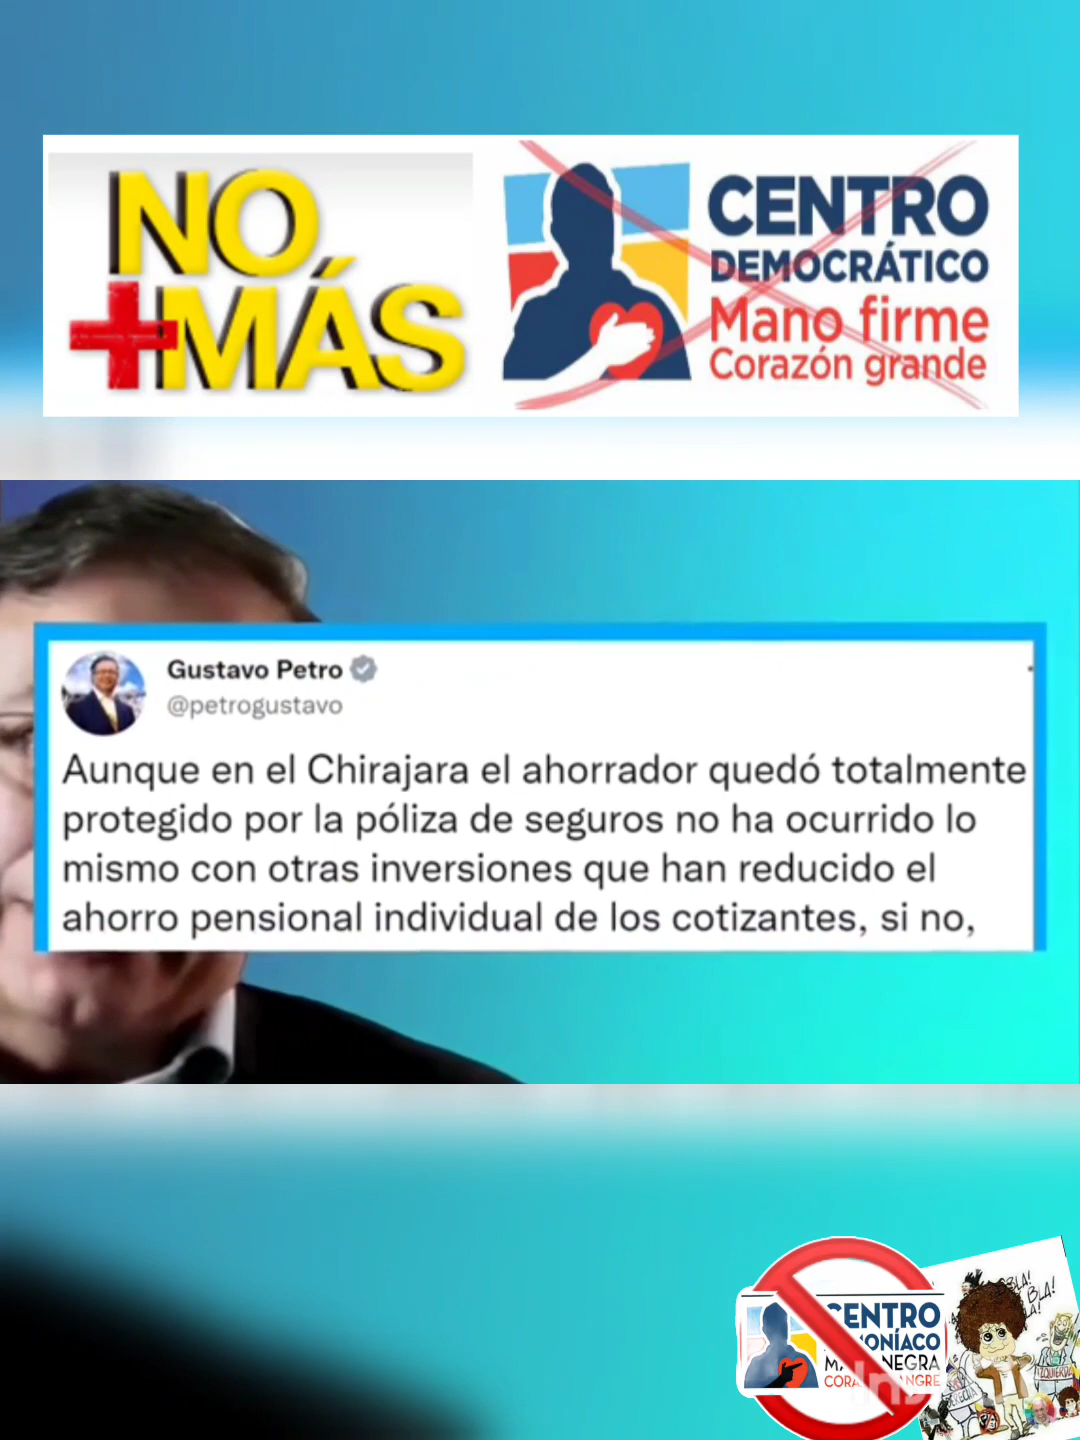 NO
+MÁS
CENTRO
DEMOCRÁTICO
Mano firme
Corazón grande
Gustavo Petro
@petrogustavo
Aunque en el Chirajara el ahorrador quedó totalmente
protegido por la póliza de seguros no ha ocurrido lo
mismo con otras inversiones que han reducido el
ahorro pensional individual de los cotizantes, si no,
BLA!
BLA!
CENTRO
NEGRA